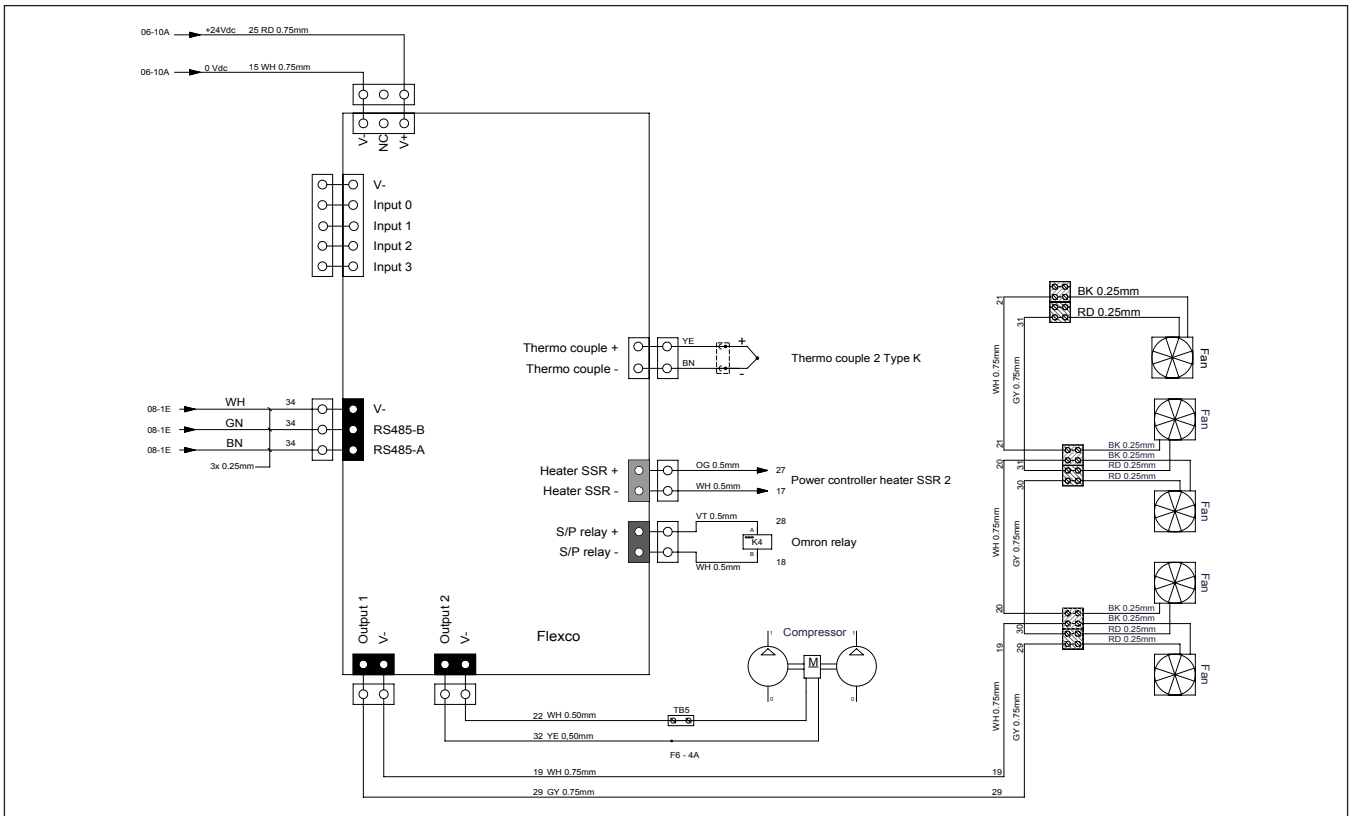 06-10A
+24Vdc 25 RD 0.75mm
06-10A
0 Vdc 15 WH 0.75mm
V-
NC
V+
V-
Input 0
Input 1
Input 2
Input 3
Thermo couple +
YE
+
Thermo couple -
BN
-
Thermo couple 2 Type K
08-1E
WH
34
V-
08-1E
GN
34
RS485-B
08-1E
BN
34
RS485-A
3x 0.25mm
Heater SSR +
OG 0.5mm
27
Heater SSR -
WH 0.5mm
17
Power controller heater SSR 2
S/P relay +
VT 0.5mm
28
A
K4
B
Omron relay
S/P relay -
WH 0.5mm
18
Output 1
V-
Output 2
V-
Flexco
Compressor
1
1
M
0
0
22 WH 0.50mm
TB5
32 YE 0,50mm
F6 - 4A
19 WH 0.75mm
19
29 GY 0.75mm
29
21
BK 0.25mm
31
RD 0.25mm
Fan
WH 0.75mm
GY 0.75mm
Fan
21
BK 0.25mm
20
BK 0.25mm
31
RD 0.25mm
30
RD 0.25mm
Fan
WH 0.75mm
GY 0.75mm
Fan
20
BK 0.25mm
30
BK 0.25mm
19
RD 0.25mm
29
RD 0.25mm
Fan
WH 0.75mm
GY 0.75mm